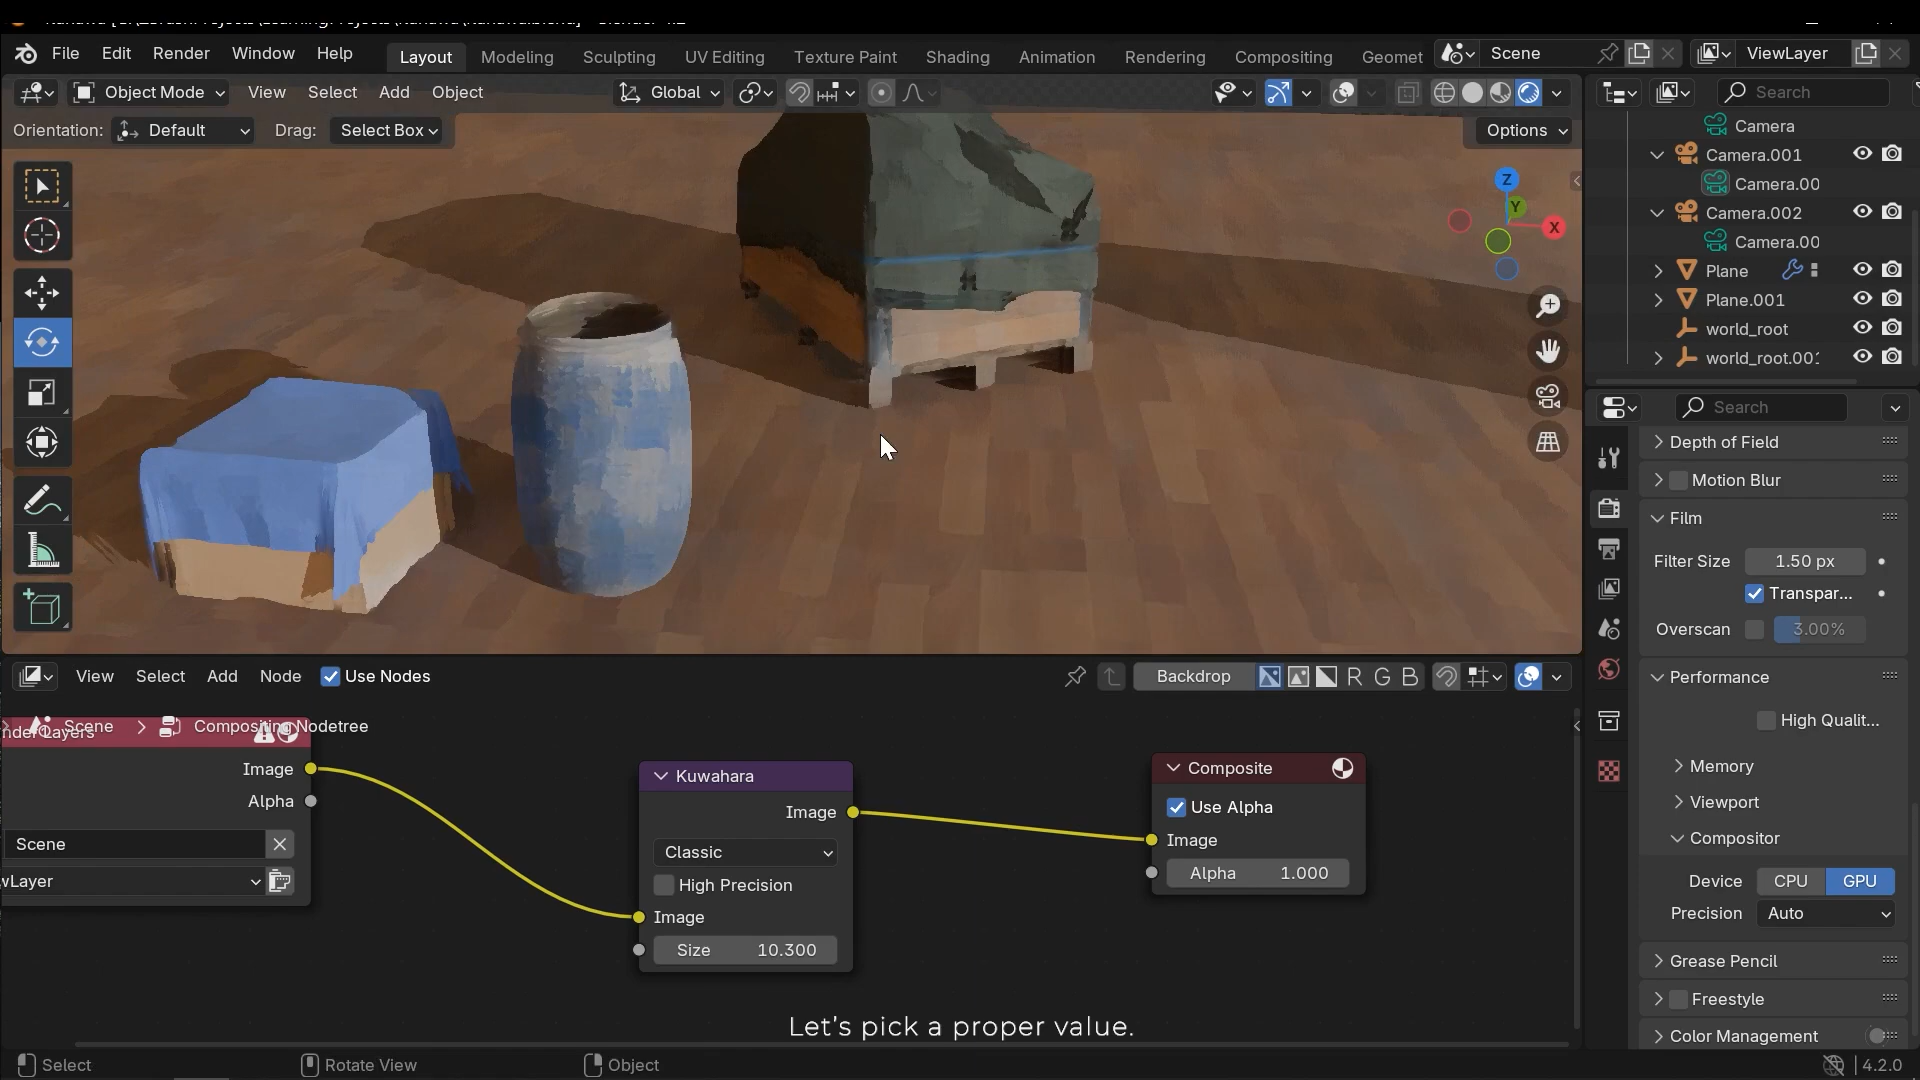 File Edit Render Window Help Layout Modeling Sculpting UV Editing Texture Paint Shading Animation Rendering Compositing Geomet Scene ViewLayer
Object Mode View Select Add Object Global Search
Orientation: Default Drag: Select Box Options
Camera
Camera.001
Camera.00
Camera.002
Camera.00
Plane
Plane.001
world_root
world_root.00
Z
Y
X
Search
Depth of Field
Motion Blur
Film
Filter Size 1.50 px
Transpar...
Overscan 3.00%
Performance
High Qualit...
Memory
Viewport
Compositor
Device CPU GPU
Precision Auto
Grease Pencil
Freestyle
Color Management
View Select Add Node Use Nodes Backdrop R G B
Scene > Compositing Nodetree
Layers
Image
Alpha
Scene
Layer
Kuwahara
Image
Classic
High Precision
Image
Size 10.300
Composite
Use Alpha
Image
Alpha 1.000
Let's pick a proper value.
Select Rotate View Object 4.2.0